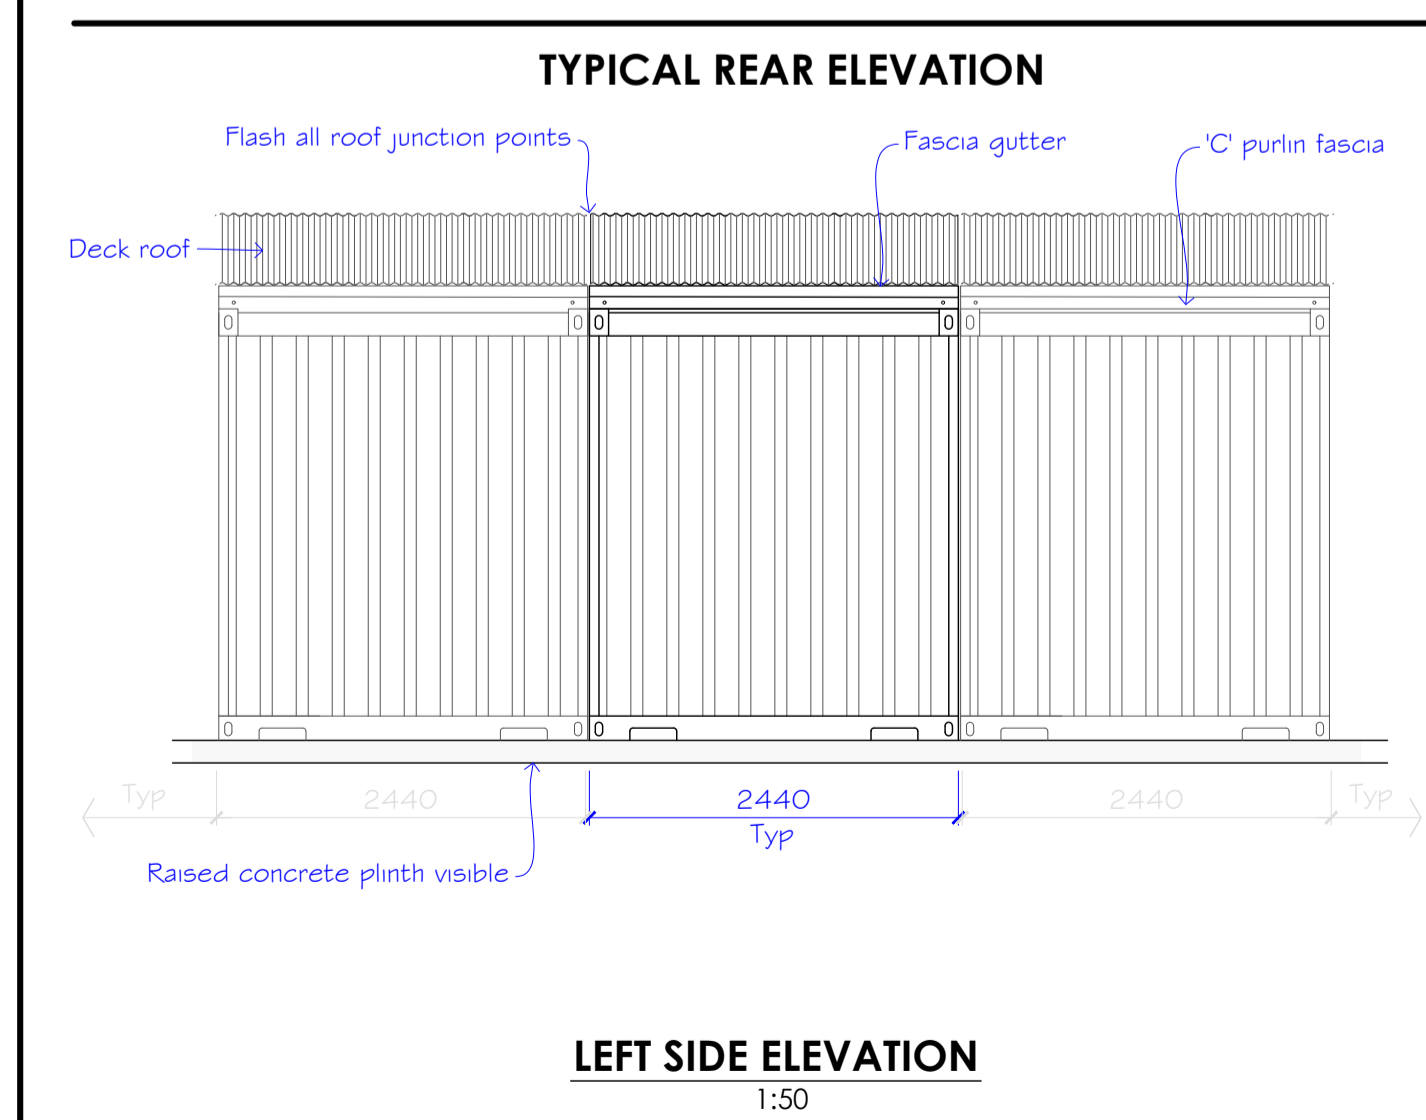 TYPICAL REAR ELEVATION
Flash all roof junction points
Fascia gutter
'C' purlin fascia
Deck roof
Typ
2440
2440
2440
Typ
Typ
Raised concrete plinth visible
LEFT SIDE ELEVATION
1:50